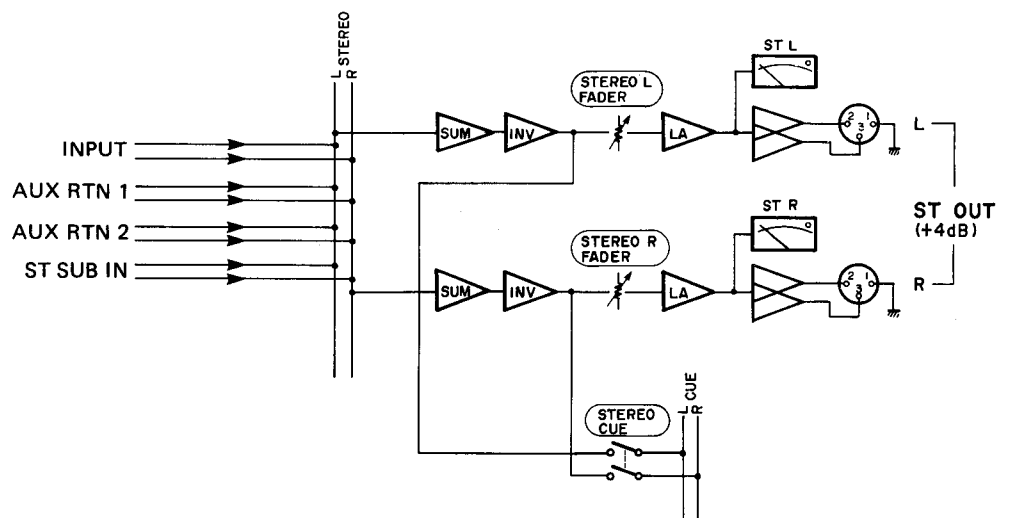 L STEREO
R
ST L
STEREO L
FADER
SUM
INV
LA
2 1
3
L
INPUT
AUX RTN 1
AUX RTN 2
ST SUB IN
ST R
STEREO R
FADER
ST OUT
(+4dB)
SUM
INV
LA
2 1
3
R
STEREO
CUE
L CUE
R